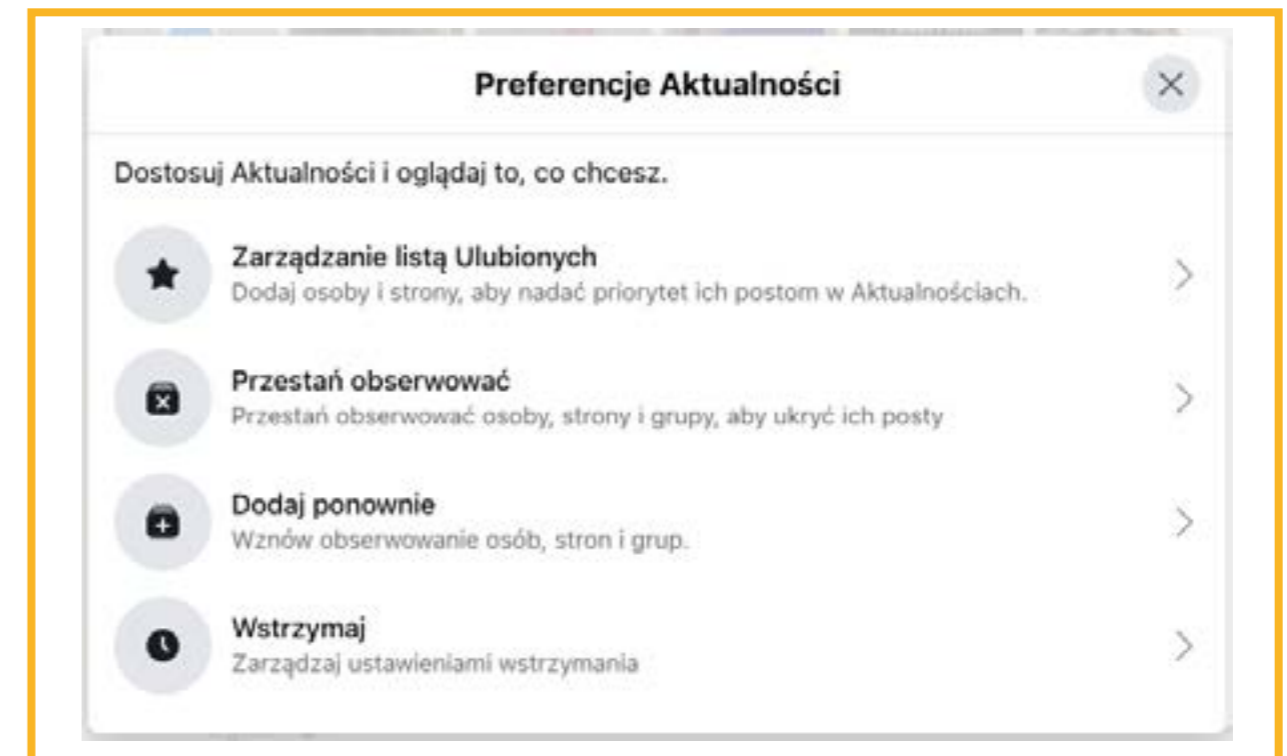 Preferencje Aktualności
Dostosuj Aktualności i oglądaj to, co chcesz.
Zarządzanie listą Ulubionych
Dodaj osoby i strony, aby nadać priorytet ich postom w Aktualnościach.
Przestań obserwować
Przestań obserwować osoby, strony i grupy, aby ukryć ich posty
Dodaj ponownie
Wznów obserwowanie osób, stron i grup.
Wstrzymaj
Zarządzaj ustawieniami wstrzymania